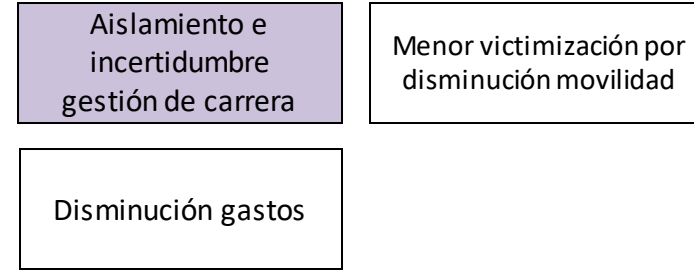 Aislamiento e
incertidumbre
gestión de carrera
Menor victimización por
disminución movilidad
Disminución gastos